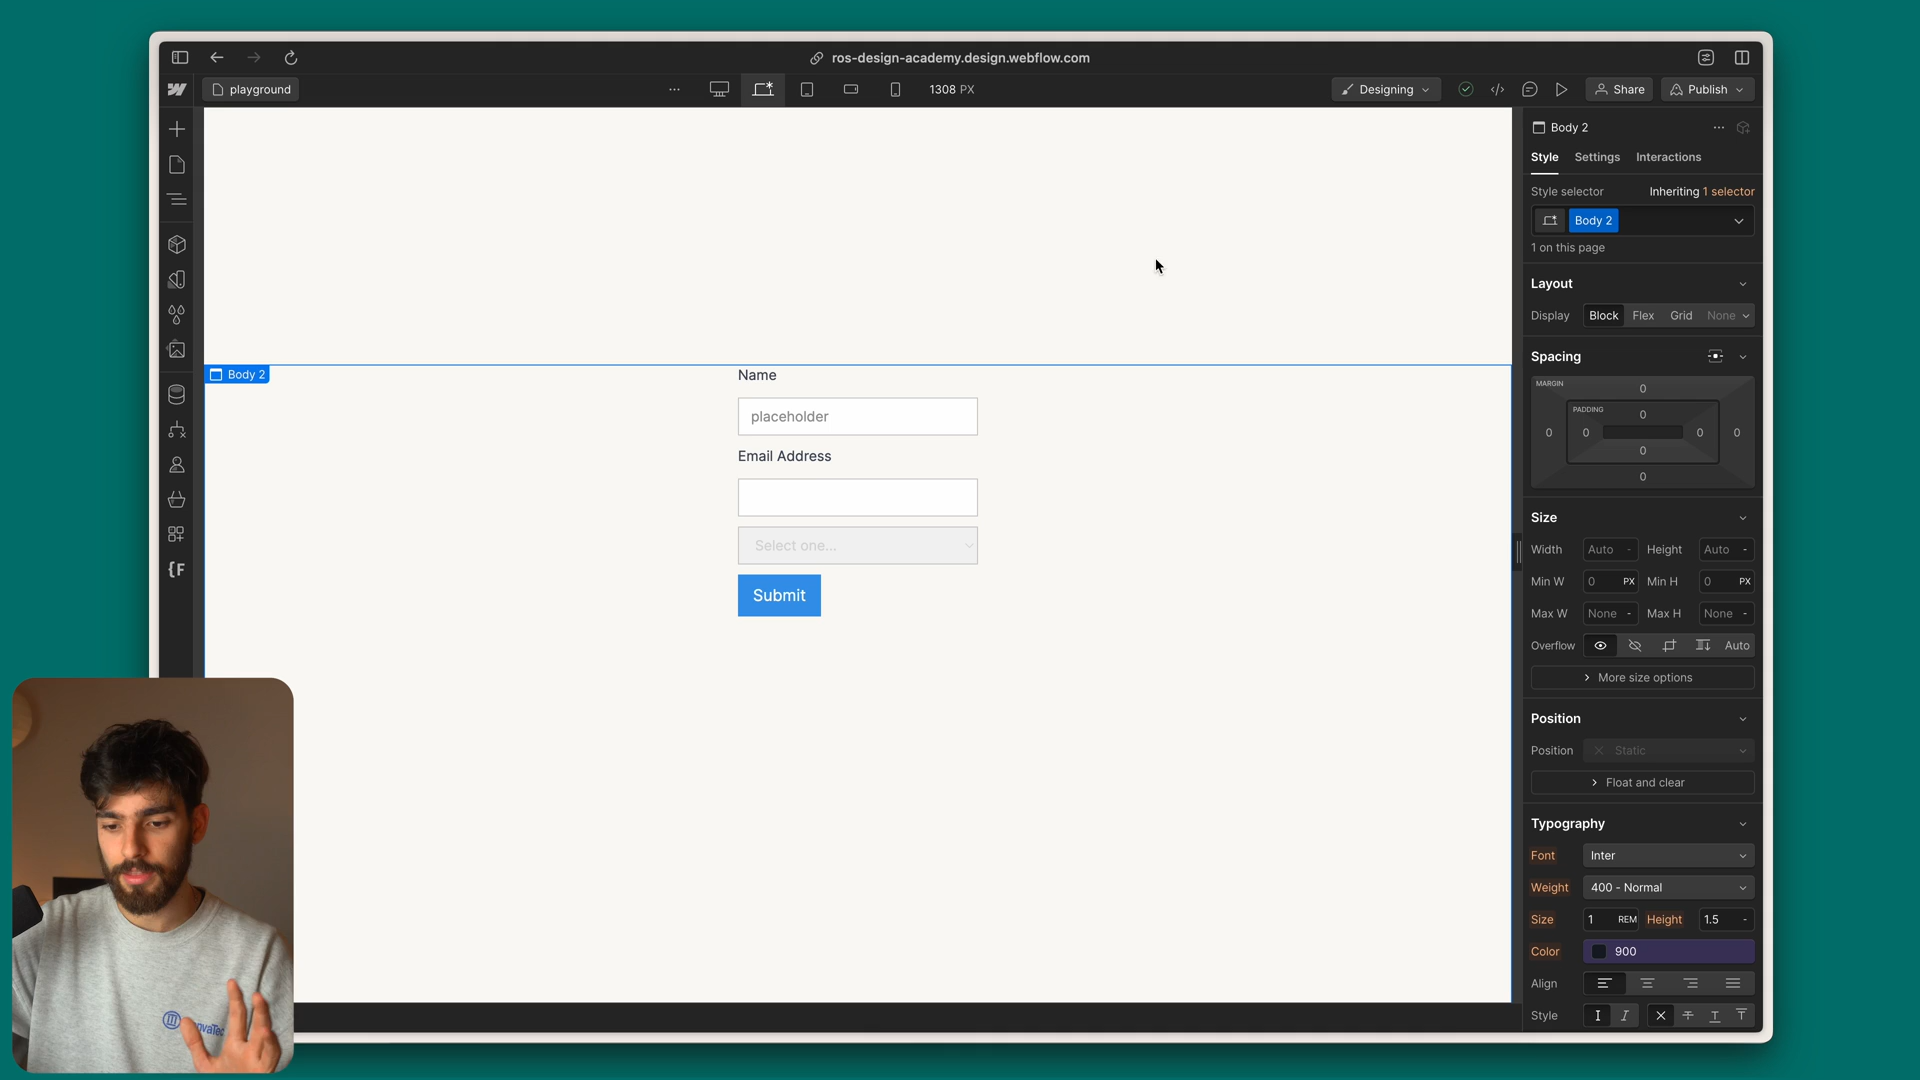 ros-design-academy.design.webflow.com
playground
1308 PX
Designing
Share
Publish
Body 2
Style Settings Interactions
Style selector Inheriting 1 selector
Body 2
1 on this page
Layout
Display Block Flex Grid None
Spacing
MARGIN
0
PADDING
0
0 0 0 0
0
0
Size
Width Auto - Height Auto -
Min W 0 PX Min H 0 PX
Max W None - Max H None -
Overflow Auto
More size options
Position
Position Static
Float and clear
Typography
Font Inter
Weight 400 - Normal
Size 1 REM Height 1.5 -
Color 900
Align
Style
Body 2
Name
placeholder
Email Address
Select one...
Submit
{F